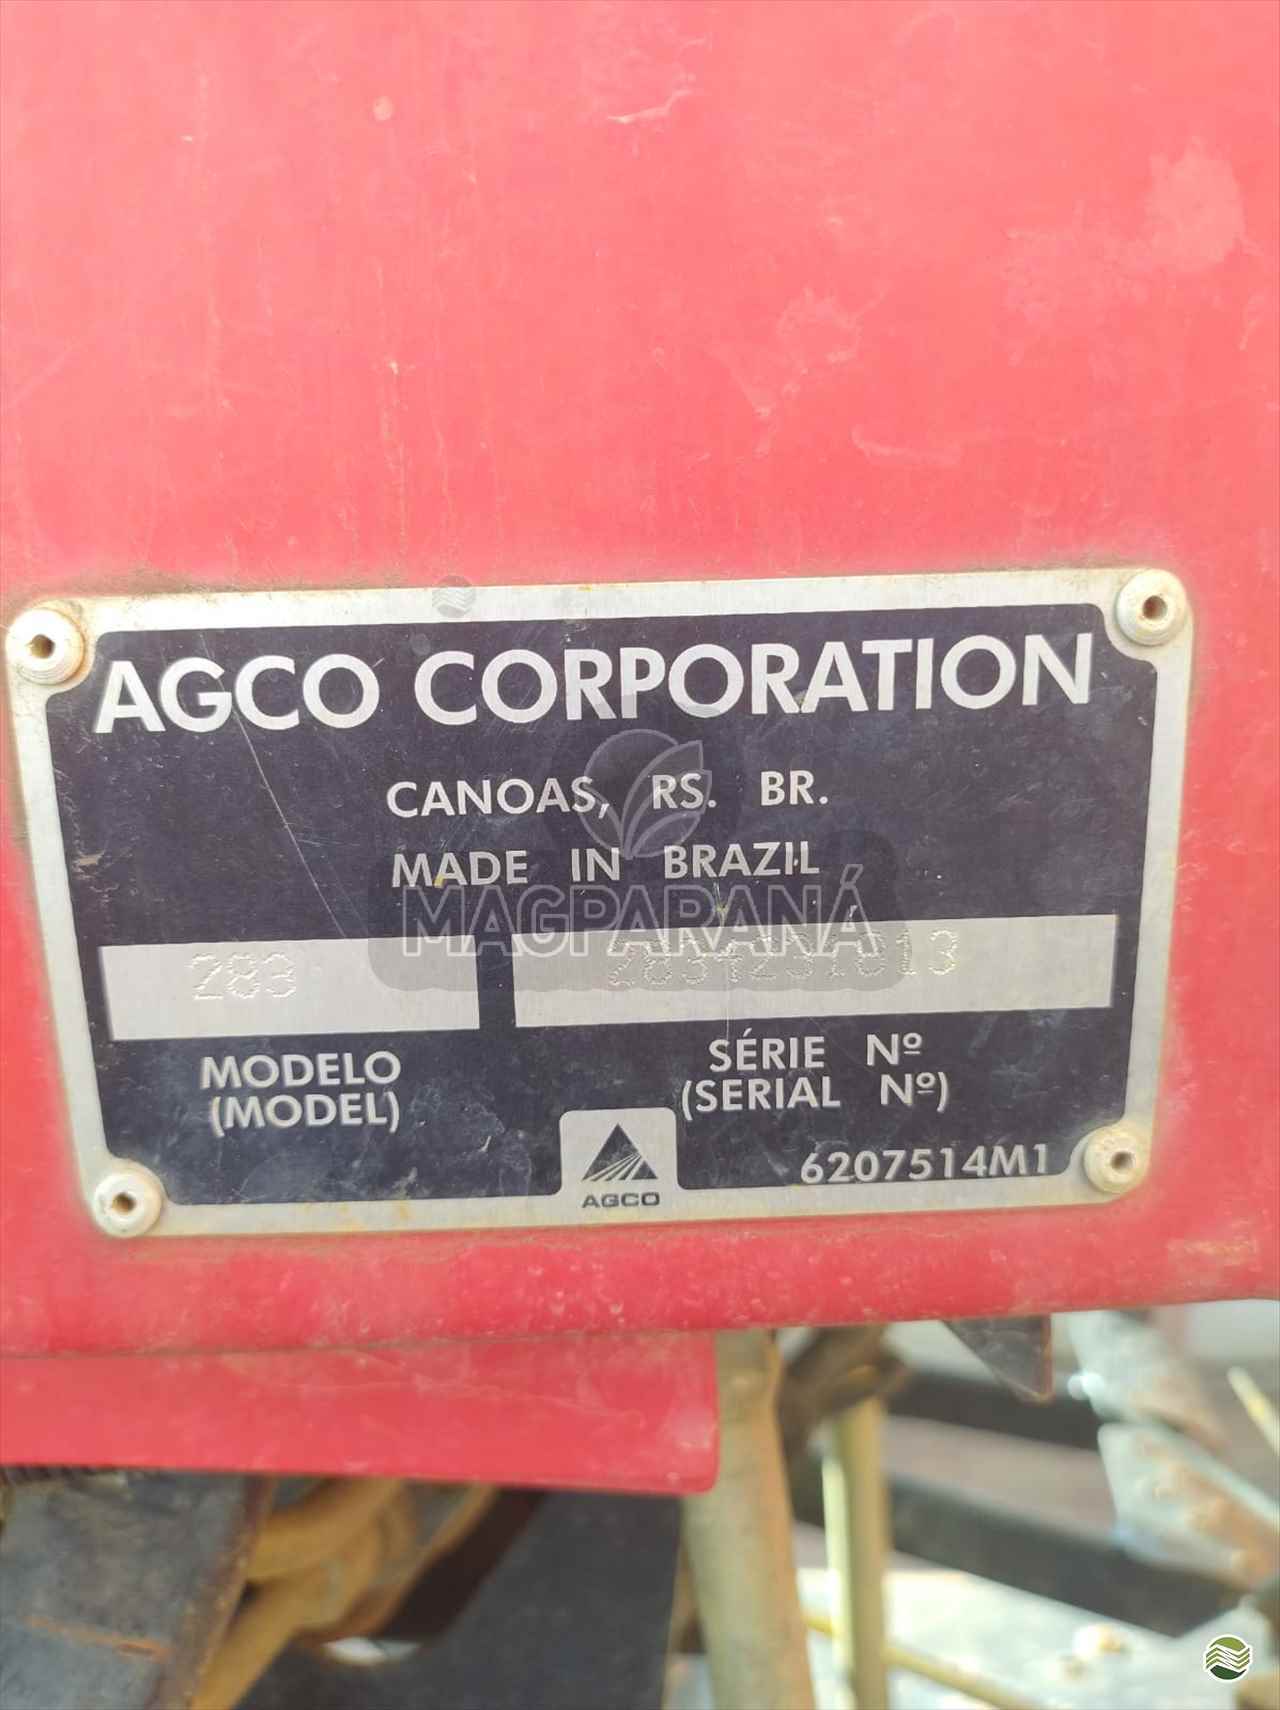 AGCO CORPORATION
CANOAS, RS. BR.
MADE IN BRAZIL
MAGPARANÁ
283
MODELO
(MODEL)
SÉRIE Nº
(SERIAL Nº)
AGCO
6207514M1